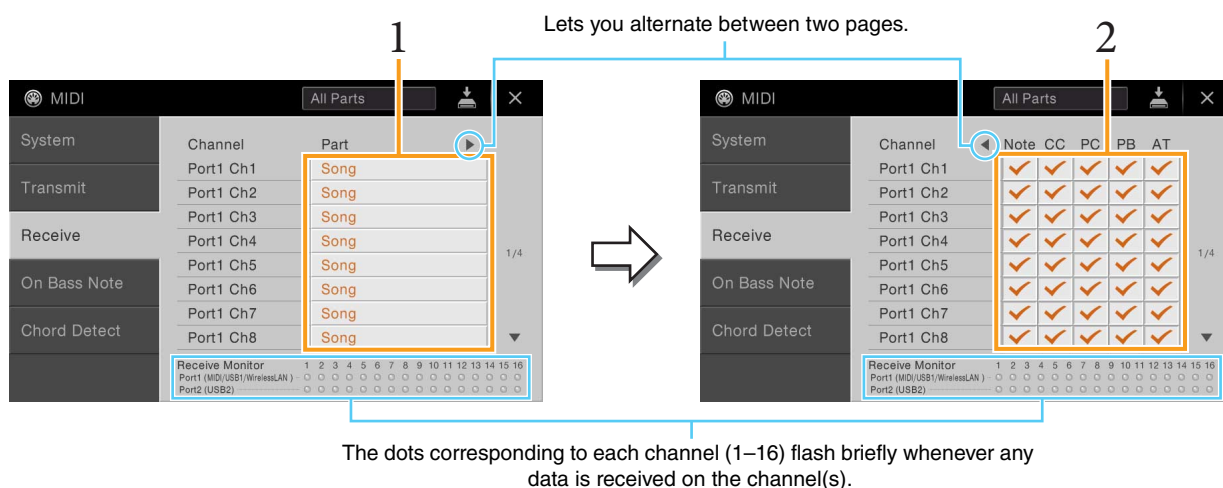 1
Lets you alternate between two pages.
2
MIDI
All Parts
System
Transmit
Receive
On Bass Note
Chord Detect
Channel Part
Port1 Ch1 Song
Port1 Ch2 Song
Port1 Ch3 Song
Port1 Ch4 Song
Port1 Ch5 Song
Port1 Ch6 Song
Port1 Ch7 Song
Port1 Ch8 Song
1/4
Receive Monitor 1 2 3 4 5 6 7 8 9 10 11 12 13 14 15 16
Port1 (MIDI/USB1/WirelessLAN )
Port2 (USB2)
MIDI
All Parts
System
Transmit
Receive
On Bass Note
Chord Detect
Channel Note CC PC PB AT
Port1 Ch1
Port1 Ch2
Port1 Ch3
Port1 Ch4
Port1 Ch5
Port1 Ch6
Port1 Ch7
Port1 Ch8
1/4
Receive Monitor 1 2 3 4 5 6 7 8 9 10 11 12 13 14 15 16
Port1 (MIDI/USB1/WirelessLAN )
Port2 (USB2)
The dots corresponding to each channel (1–16) flash briefly whenever any
data is received on the channel(s).